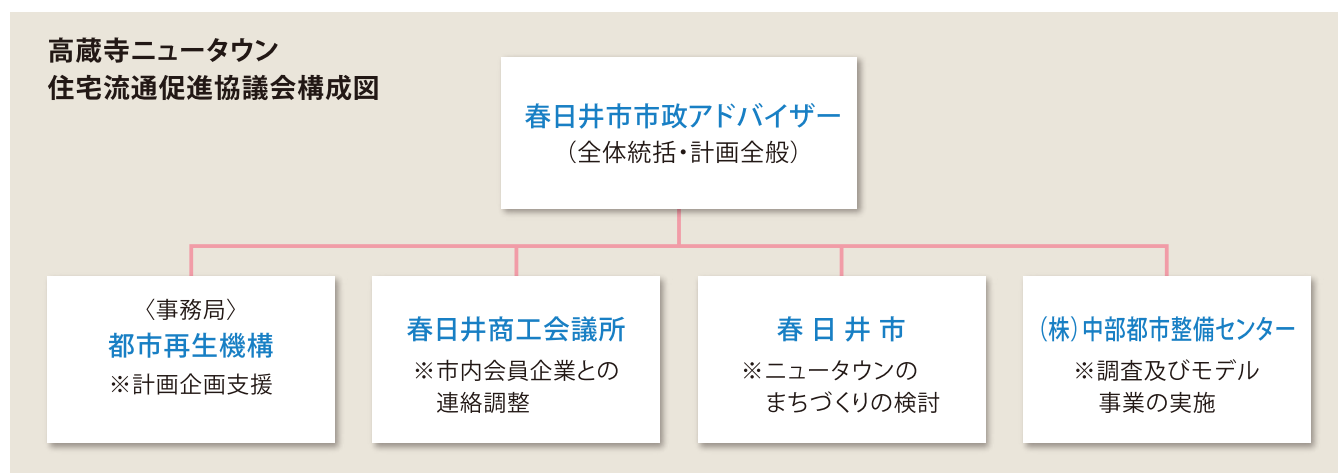 高蔵寺ニュータウン
住宅流通促進協議会構成図
春日井市市政アドバイザー
（全体統括・計画全般）
〈事務局〉
都市再生機構
※計画企画支援
春日井商工会議所
※市内会員企業との
連絡調整
春日井市
※ニュータウンの
まちづくりの検討
（株）中部都市整備センター
※調査及びモデル
事業の実施